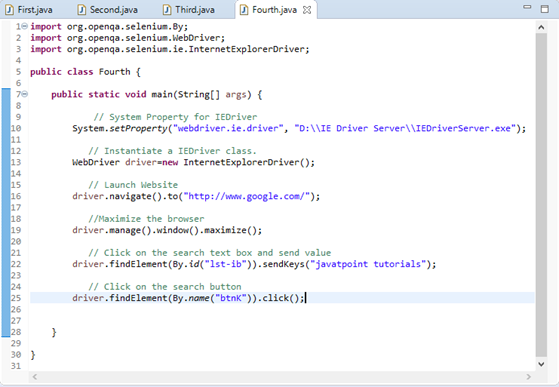 First.java Second.java Third.java Fourth.java
1 import org.openqa.selenium.By;
2 import org.openqa.selenium.WebDriver;
3 import org.openqa.selenium.ie.InternetExplorerDriver;
4
5 public class Fourth {
6
7 public static void main(String[] args) {
8
9 // System Property for IEDriver
10 System.setProperty("webdriver.ie.driver", "D:\\IE Driver Server\\IEDriverServer.exe");
11
12 // Instantiate a IEDriver class.
13 WebDriver driver=new InternetExplorerDriver();
14
15 // Launch Website
16 driver.navigate().to("http://www.google.com/");
17
18 //Maximize the browser
19 driver.manage().window().maximize();
20
21 // Click on the search text box and send value
22 driver.findElement(By.id("lst-ib")).sendKeys("javatpoint tutorials");
23
24 // Click on the search button
25 driver.findElement(By.name("btnK")).click();
26
27
28 }
29
30 }
31